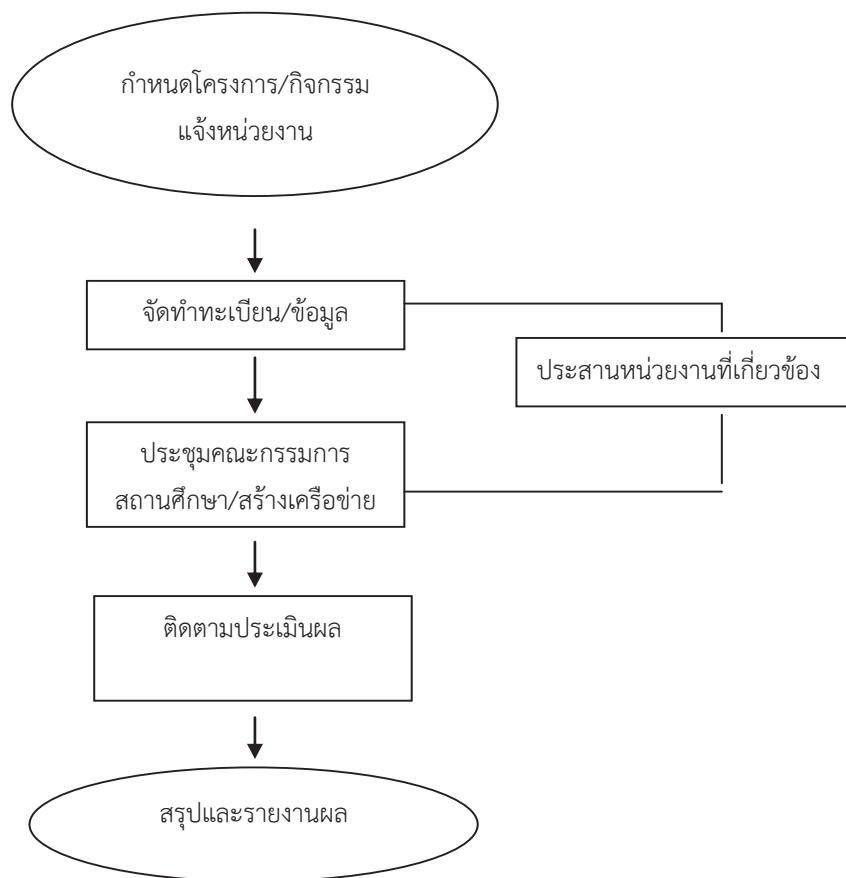 กำหนดโครงการ/กิจกรรม
แจ้งหน่วยงาน
จัดทำทะเบียน/ข้อมูล
ประสานหน่วยงานที่เกี่ยวข้อง
ประชุมคณะกรรมการ
สถานศึกษา/สร้างเครือข่าย
ติดตามประเมินผล
สรุปและรายงานผล